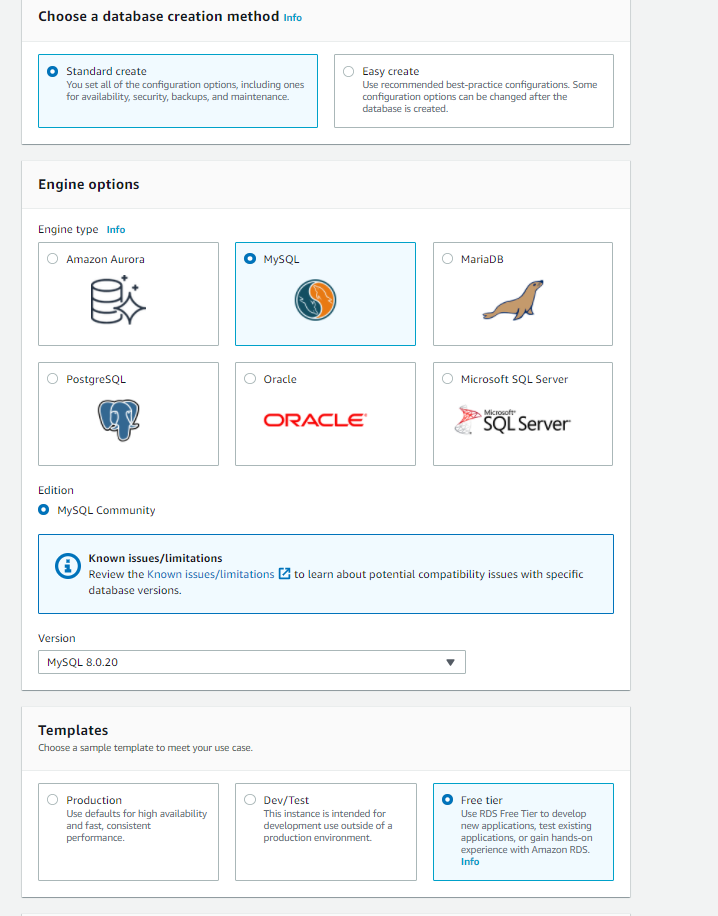 Choose a database creation method Info
Standard create
You set all of the configuration options, including ones
for availability, security, backups, and maintenance.
Easy create
Use recommended best-practice configurations. Some
configuration options can be changed after the
database is created.
Engine options
Engine type Info
Amazon Aurora
MySQL
MariaDB
PostgreSQL
Oracle
ORACLE
Microsoft SQL Server
Microsoft
SQL Server
Edition
MySQL Community
Known issues/limitations
Review the Known issues/limitations to learn about potential compatibility issues with specific
database versions.
Version
MySQL 8.0.20
Templates
Choose a sample template to meet your use case.
Production
Use defaults for high availability
and fast, consistent
performance.
Dev/Test
This instance is intended for
development use outside of a
production environment.
Free tier
Use RDS Free Tier to develop
new applications, test existing
applications, or gain hands-on
experience with Amazon RDS.
Info